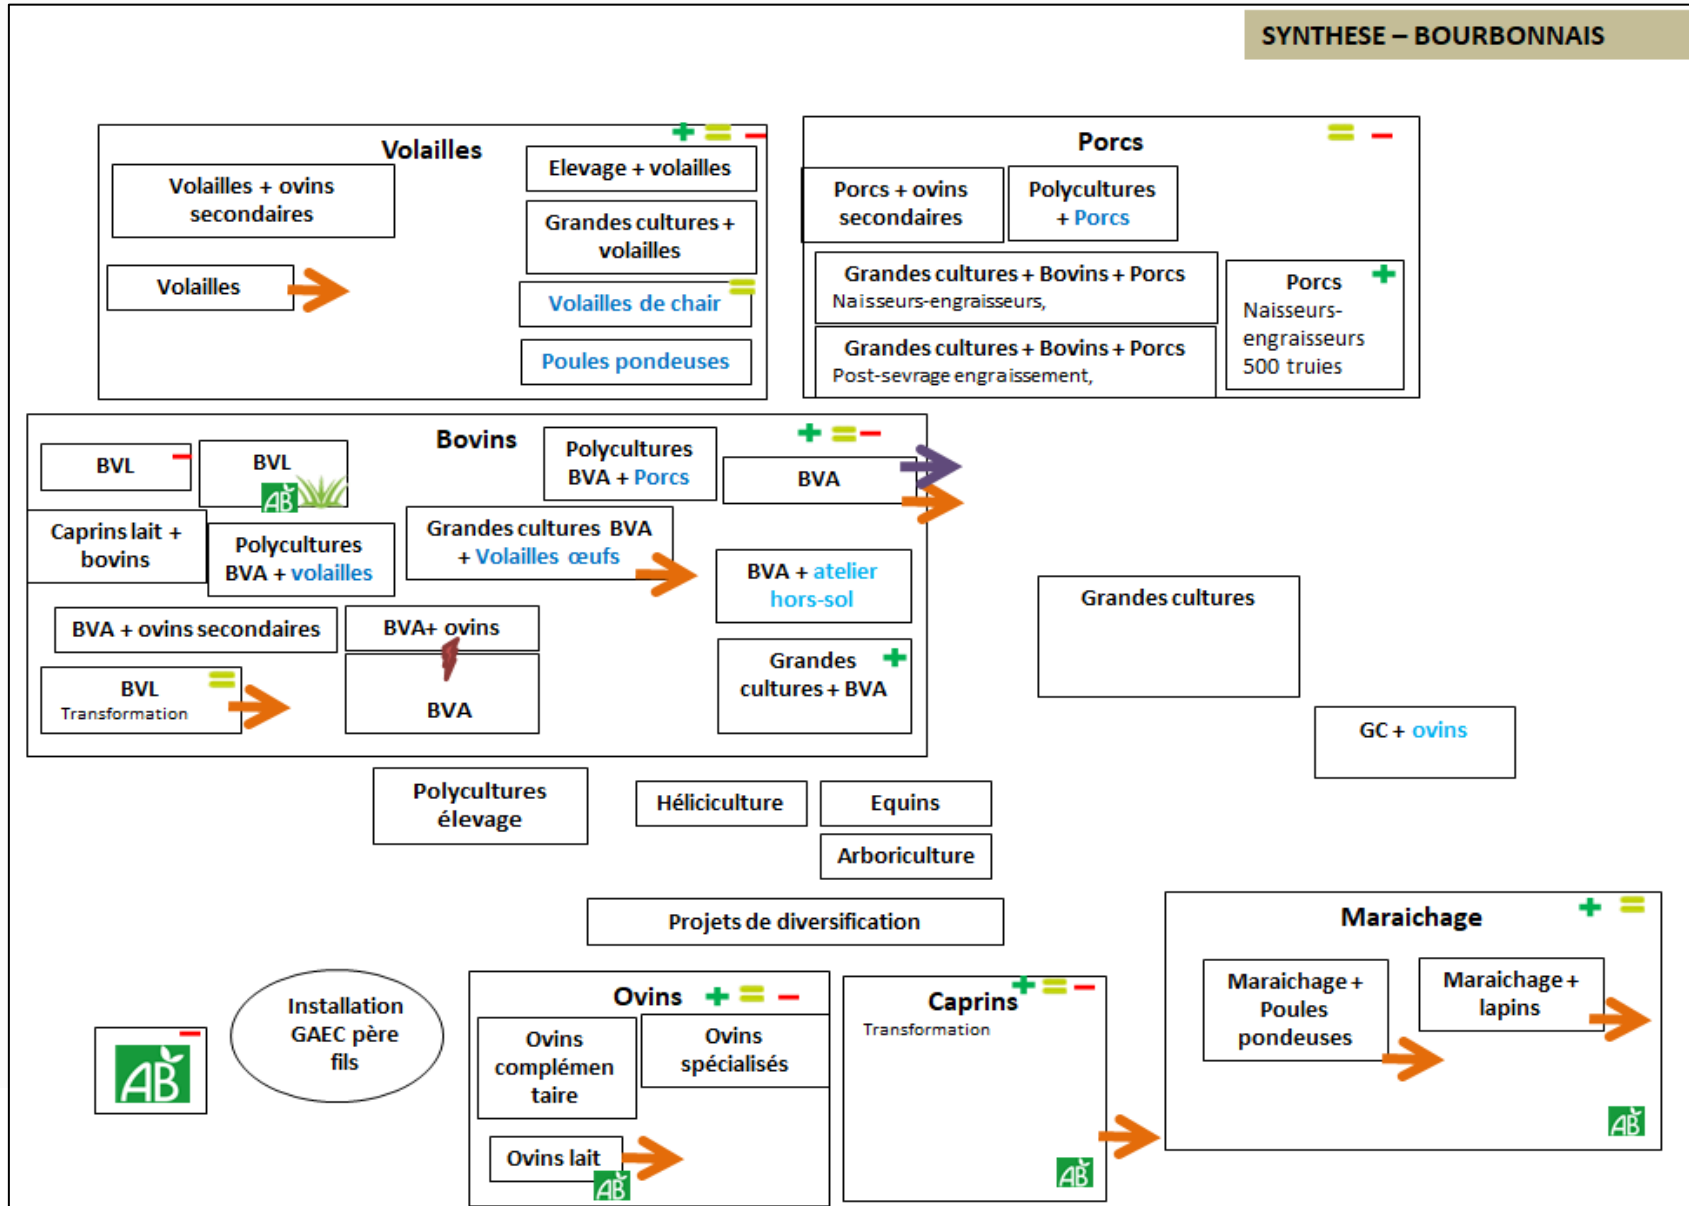 SYNTHESE – BOURBONNAIS
Volailles
Volailles + ovins
secondaires
Volailles
Elevage + volailles
Grandes cultures +
volailles
Volailles de chair
Poules pondeuses
Porcs
Porcs + ovins
secondaires
Polycultures
+ Porcs
Grandes cultures + Bovins + Porcs
Naisseurs-engraisseurs,
Grandes cultures + Bovins + Porcs
Post-sevrage engraissement,
Porcs
Naisseurs-
engraisseurs
500 truies
Bovins
BVL
BVL
AB
Polycultures
BVA + Porcs
BVA
Caprins lait +
bovins
Polycultures
BVA + volailles
Grandes cultures BVA
+ Volailles œufs
BVA + atelier
hors-sol
BVA + ovins secondaires
BVA+ ovins
BVA
BVL
Transformation
Grandes
cultures + BVA
Grandes cultures
GC + ovins
Polycultures
élevage
Héliciculture
Equins
Arboriculture
Projets de diversification
AB
Installation
GAEC père
fils
Ovins
Ovins
complémen
taire
Ovins
spécialisés
Ovins lait
AB
Caprins
Transformation
AB
Maraichage
Maraichage +
Poules
pondeuses
Maraichage +
lapins
AB